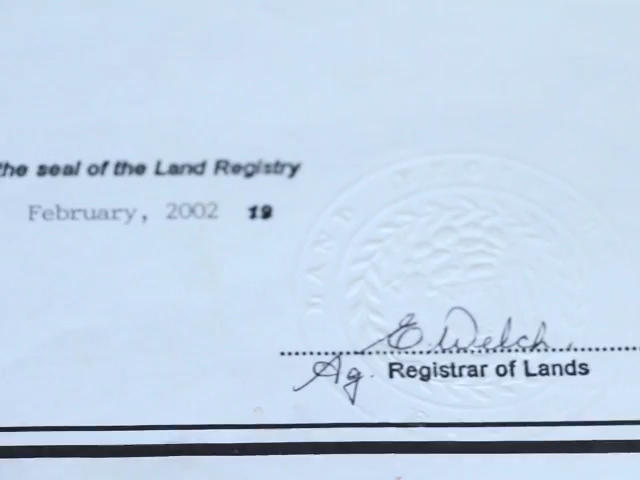 the seal of the Land Registry
February, 2002 19
E. Welch
Ag. Registrar of Lands